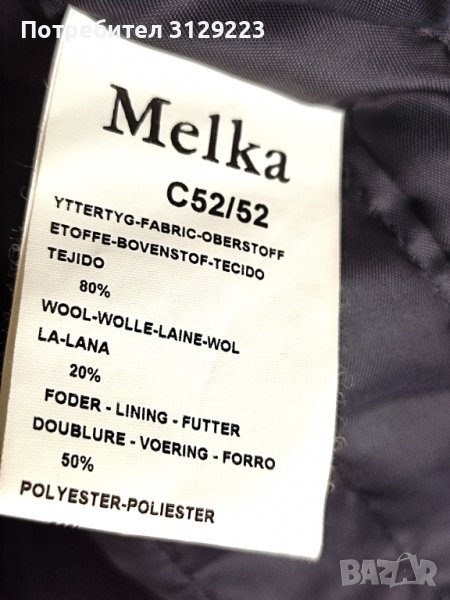 Потребител 3129223
Melka
C52/52
YTTERTYG-FABRIC-OBERSTOFF
ETOFFE-BOVENSTOF-TECIDO
TEJIDO
80%
WOOL-WOLLE-LAINE-WOL
LA-LANA
20%
FODER - LINING - FUTTER
DOUBLURE - VOERING - FORRO
50%
POLYESTER-POLIESTER
BAZAR